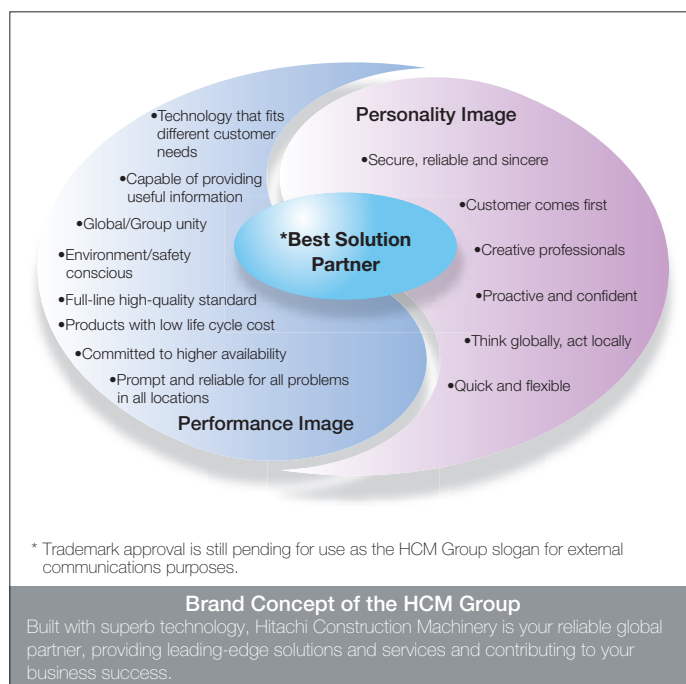 •Technology that fits
different customer
needs
•Capable of providing
useful information
•Global/Group unity
•Environment/safety
conscious
•Full-line high-quality standard
•Products with low life cycle cost
•Committed to higher availability
•Prompt and reliable for all problems
in all locations
Performance Image
*Best Solution
Partner
Personality Image
•Secure, reliable and sincere
•Customer comes first
•Creative professionals
•Proactive and confident
•Think globally, act locally
•Quick and flexible
* Trademark approval is still pending for use as the HCM Group slogan for external
communications purposes.
Brand Concept of the HCM Group
Built with superb technology, Hitachi Construction Machinery is your reliable global
partner, providing leading-edge solutions and services and contributing to your
business success.